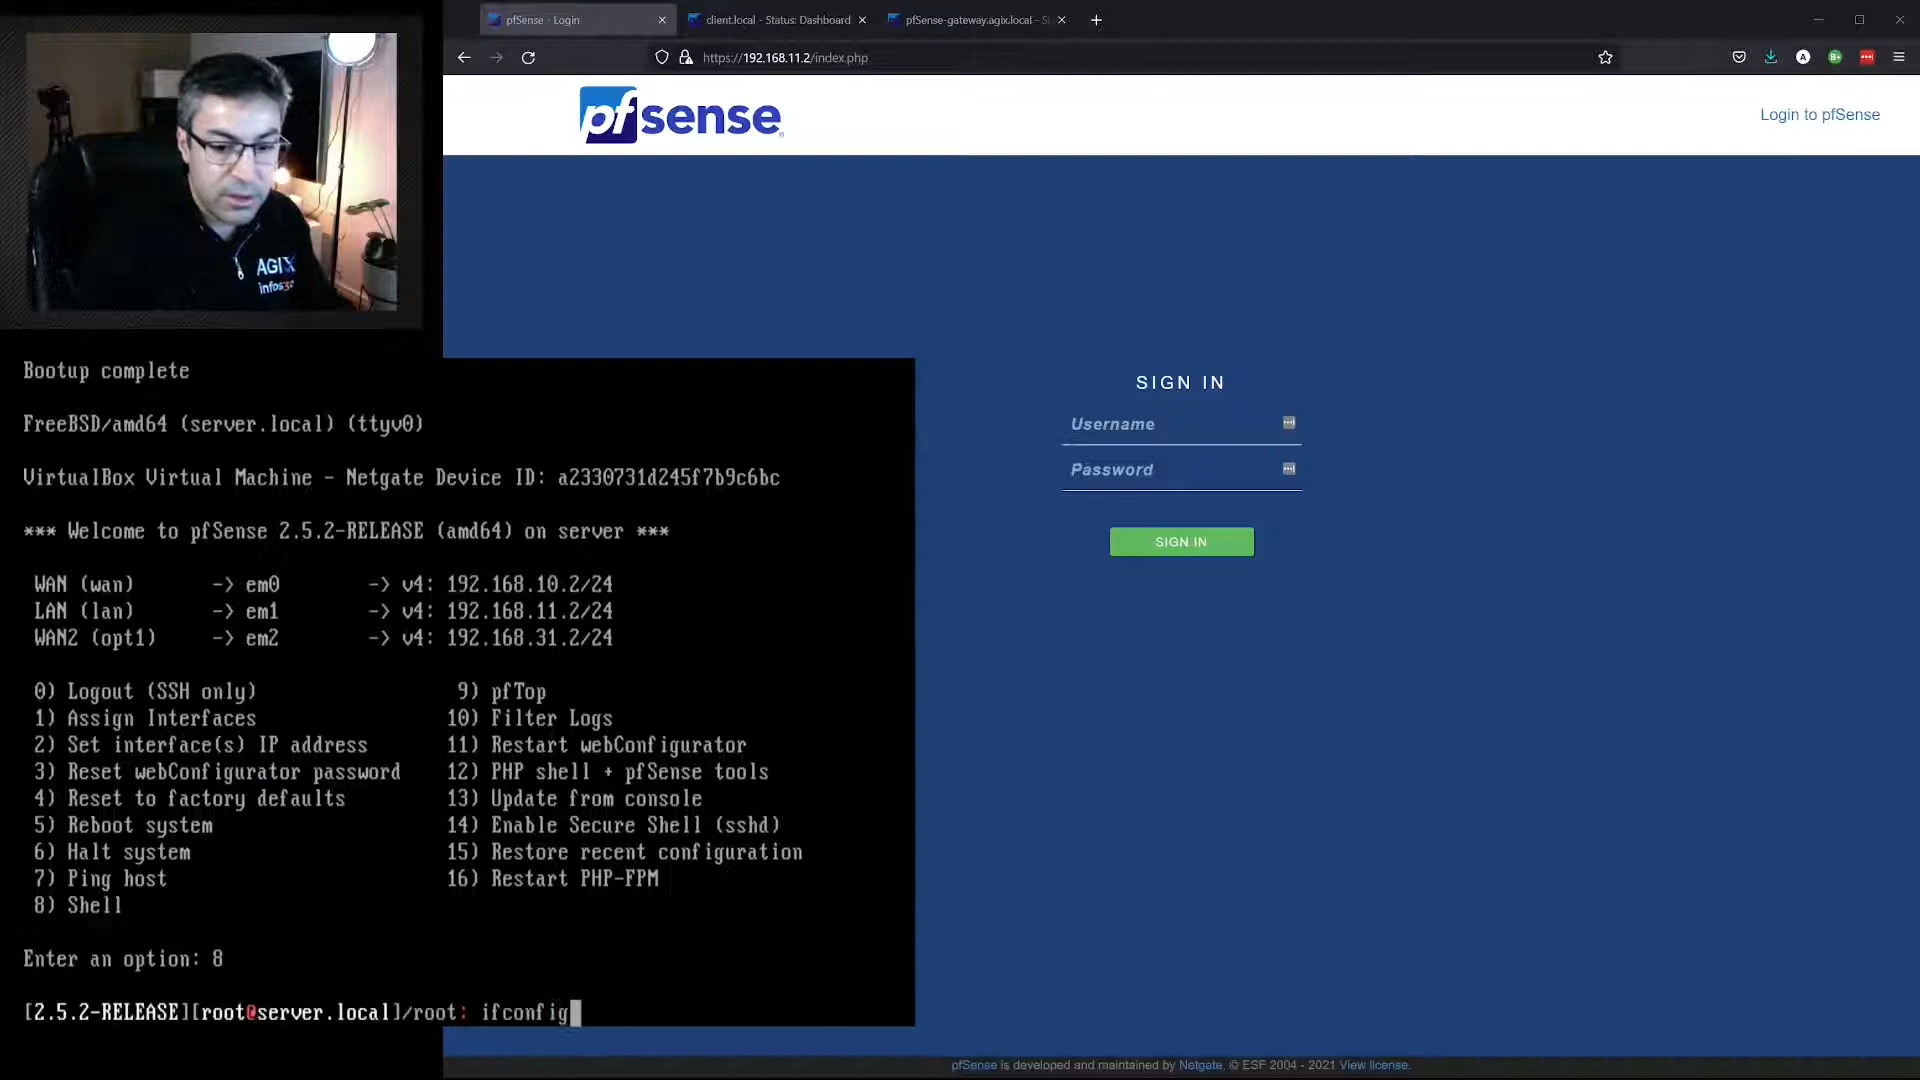 pfSense - Login
client.local - Status: Dashboard
pfSense-gateway.agix.local - S
https://192.168.11.2/index.php
pfsense
Login to pfSense
AGIX
SIGN IN
Username
Password
SIGN IN
Bootup complete
FreeBSD/amd64 (server.local) (ttyv0)
VirtualBox Virtual Machine - Netgate Device ID: a2330731d245f7b9c6bc
*** Welcome to pfSense 2.5.2-RELEASE (amd64) on server ***
WAN (wan) -> em0 -> v4: 192.168.10.2/24
LAN (lan) -> em1 -> v4: 192.168.11.2/24
WAN2 (opt1) -> em2 -> v4: 192.168.31.2/24
0) Logout (SSH only) 9) pfTop
1) Assign Interfaces 10) Filter Logs
2) Set interface(s) IP address 11) Restart webConfigurator
3) Reset webConfigurator password 12) PHP shell + pfSense tools
4) Reset to factory defaults 13) Update from console
5) Reboot system 14) Enable Secure Shell (sshd)
6) Halt system 15) Restore recent configuration
7) Ping host 16) Restart PHP-FPM
8) Shell
Enter an option: 8
[2.5.2-RELEASE][root@server.local]/root: ifconfig
pfSense is developed and maintained by Netgate. © ESF 2004 - 2021 View license.